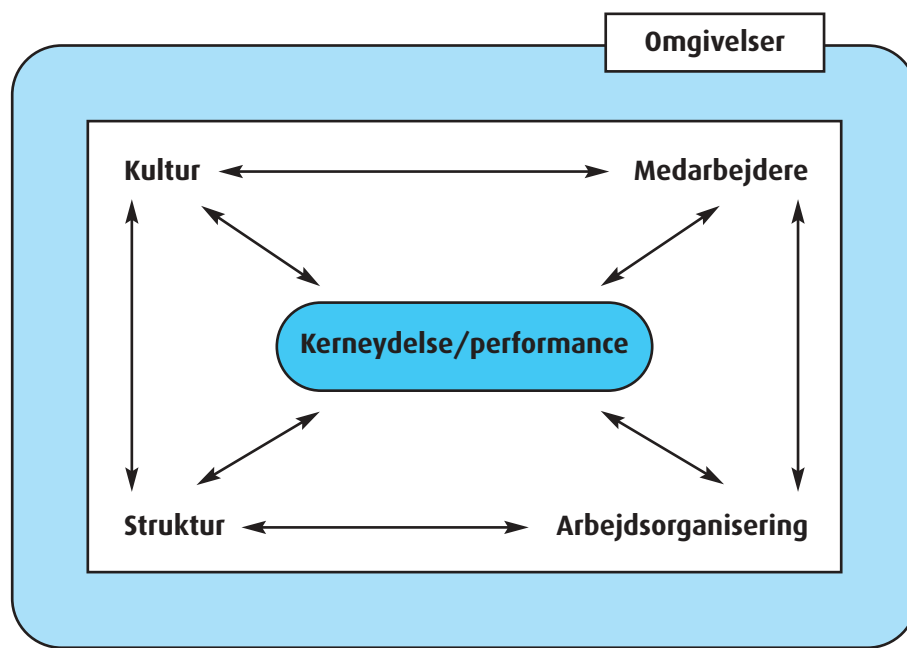 Omgivelser
Kultur
Medarbejdere
Kerneydelse/performance
Struktur
Arbejdsorganisering